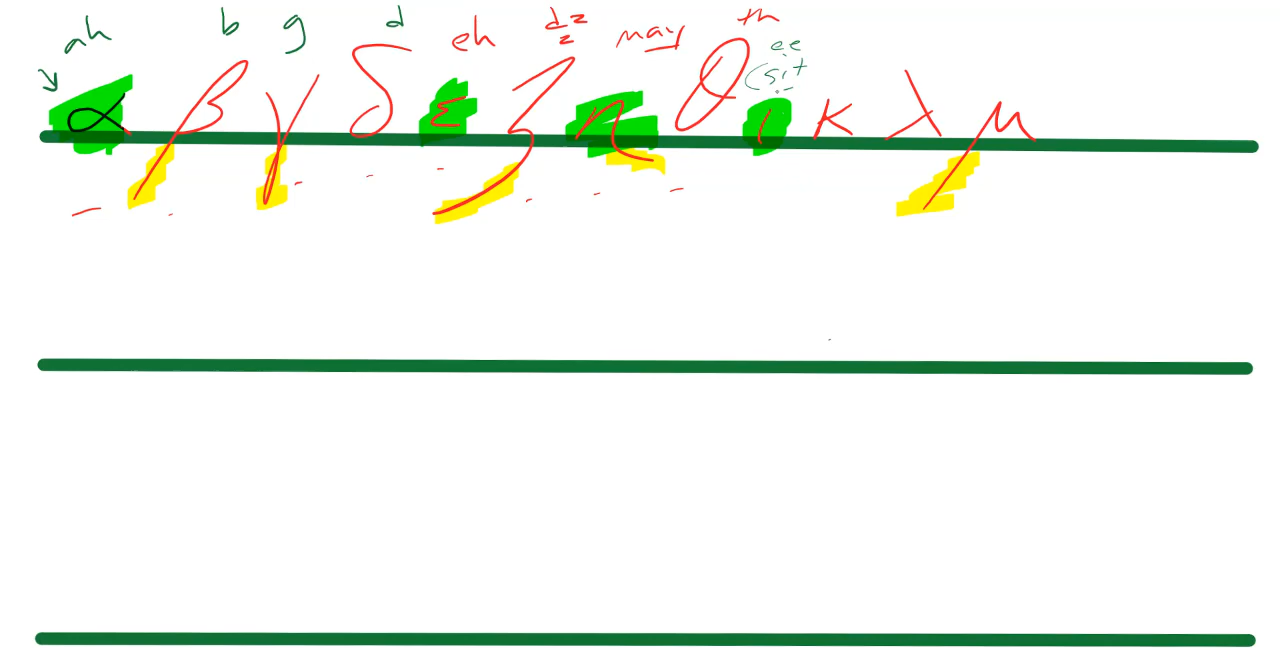 ah b g d eh dz z may th ee (sit
α β γ δ ε ζ η θ ι κ λ μ